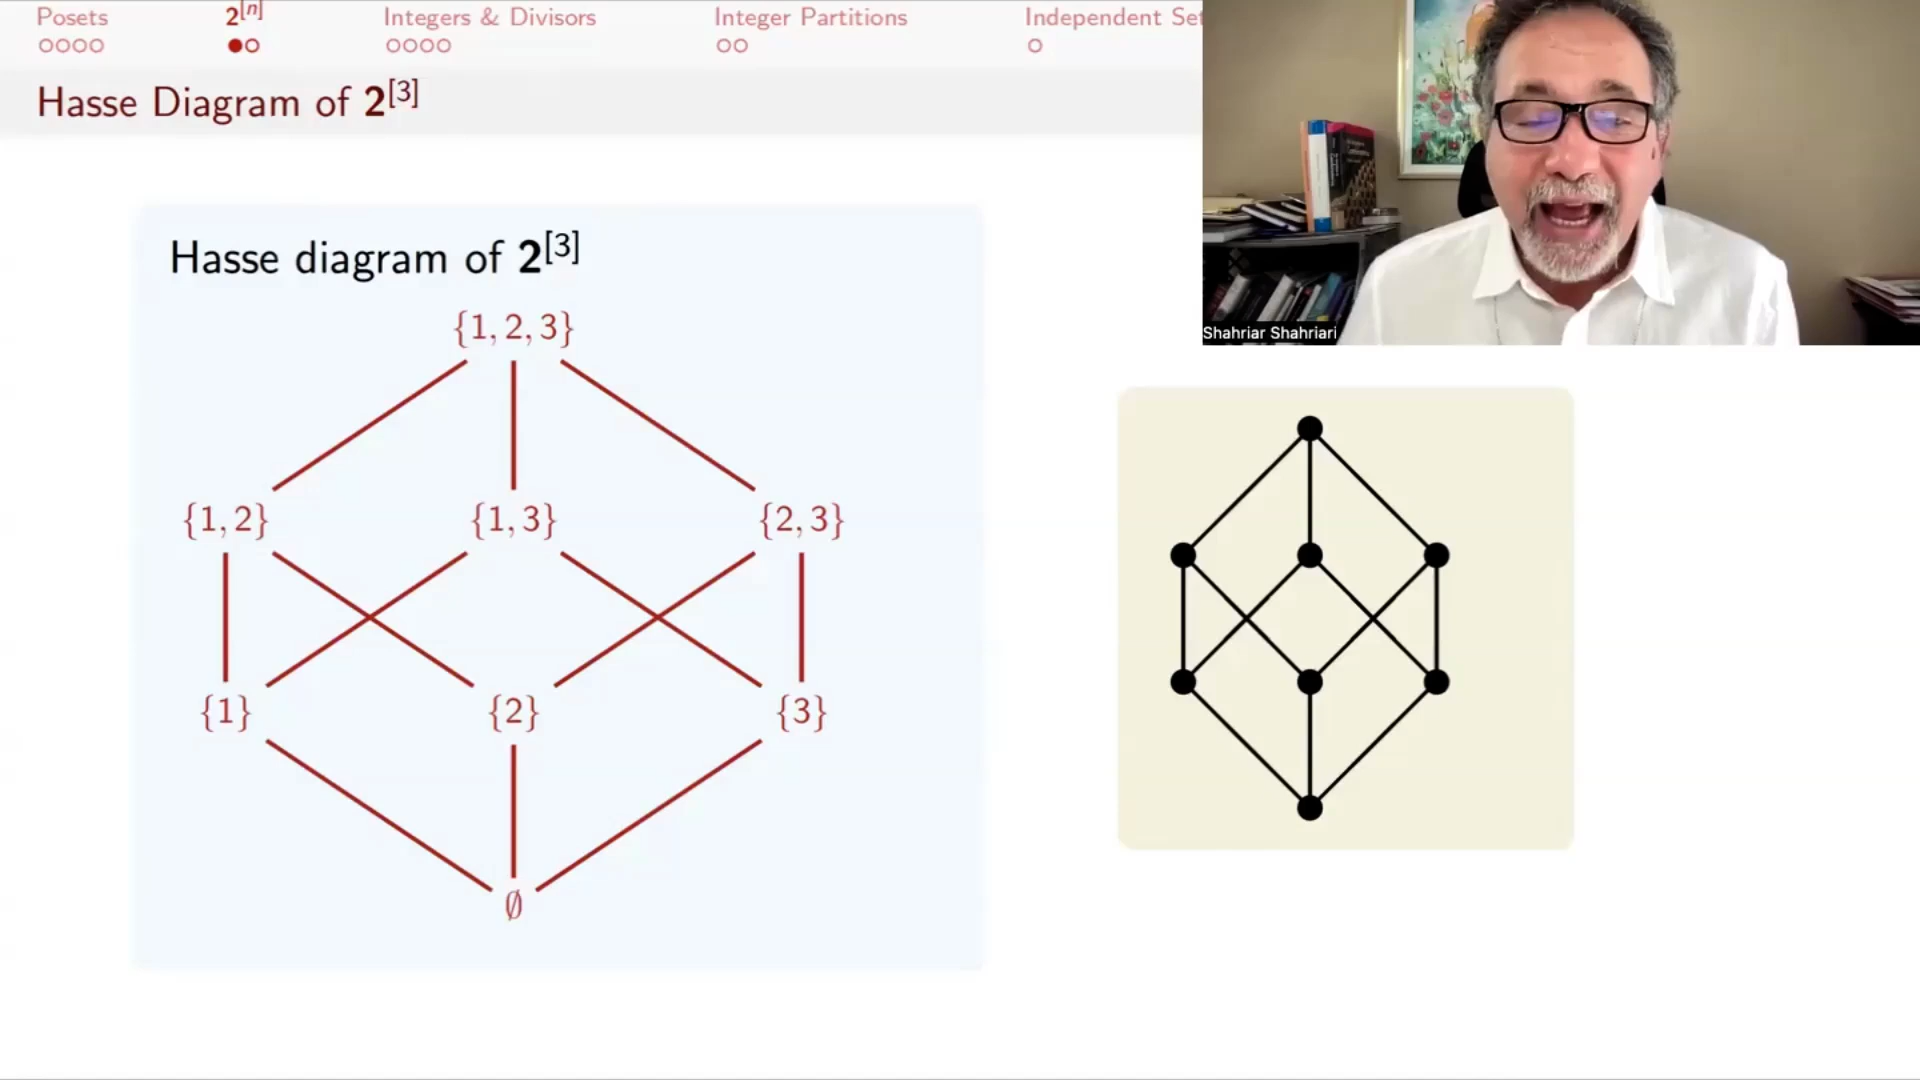 Posets 2^[n] Integers & Divisors Integer Partitions Independent Se
Hasse Diagram of 2^[3]
Hasse diagram of 2^[3]
{1, 2, 3}
{1, 2} {1, 3} {2, 3}
{1} {2} {3}
∅
Shahriar Shahriari